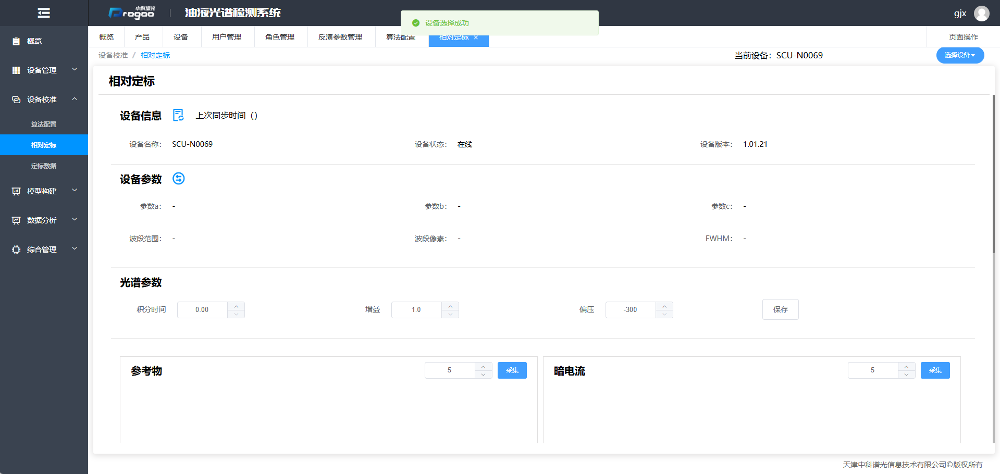 中科谱光
Pragoo
油液光谱检测系统
设备选择成功
gjx
概览
产品
设备
用户管理
角色管理
反演参数管理
算法配置
相对定标 ×
页面操作
概览
设备管理
设备校准
算法配置
相对定标
定标数据
模型构建
数据分析
综合管理
设备校准 / 相对定标
当前设备：SCU-N0069
选择设备
相对定标
设备信息 上次同步时间（）
设备名称： SCU-N0069
设备状态： 在线
设备版本： 1.01.21
设备参数
参数a： -
参数b： -
参数c： -
波段范围： -
波段像素： -
FWHM： -
光谱参数
积分时间 0.00
增益 1.0
偏压 -300
保存
参考物 5 采集
暗电流 5 采集
天津中科谱光信息技术有限公司©版权所有